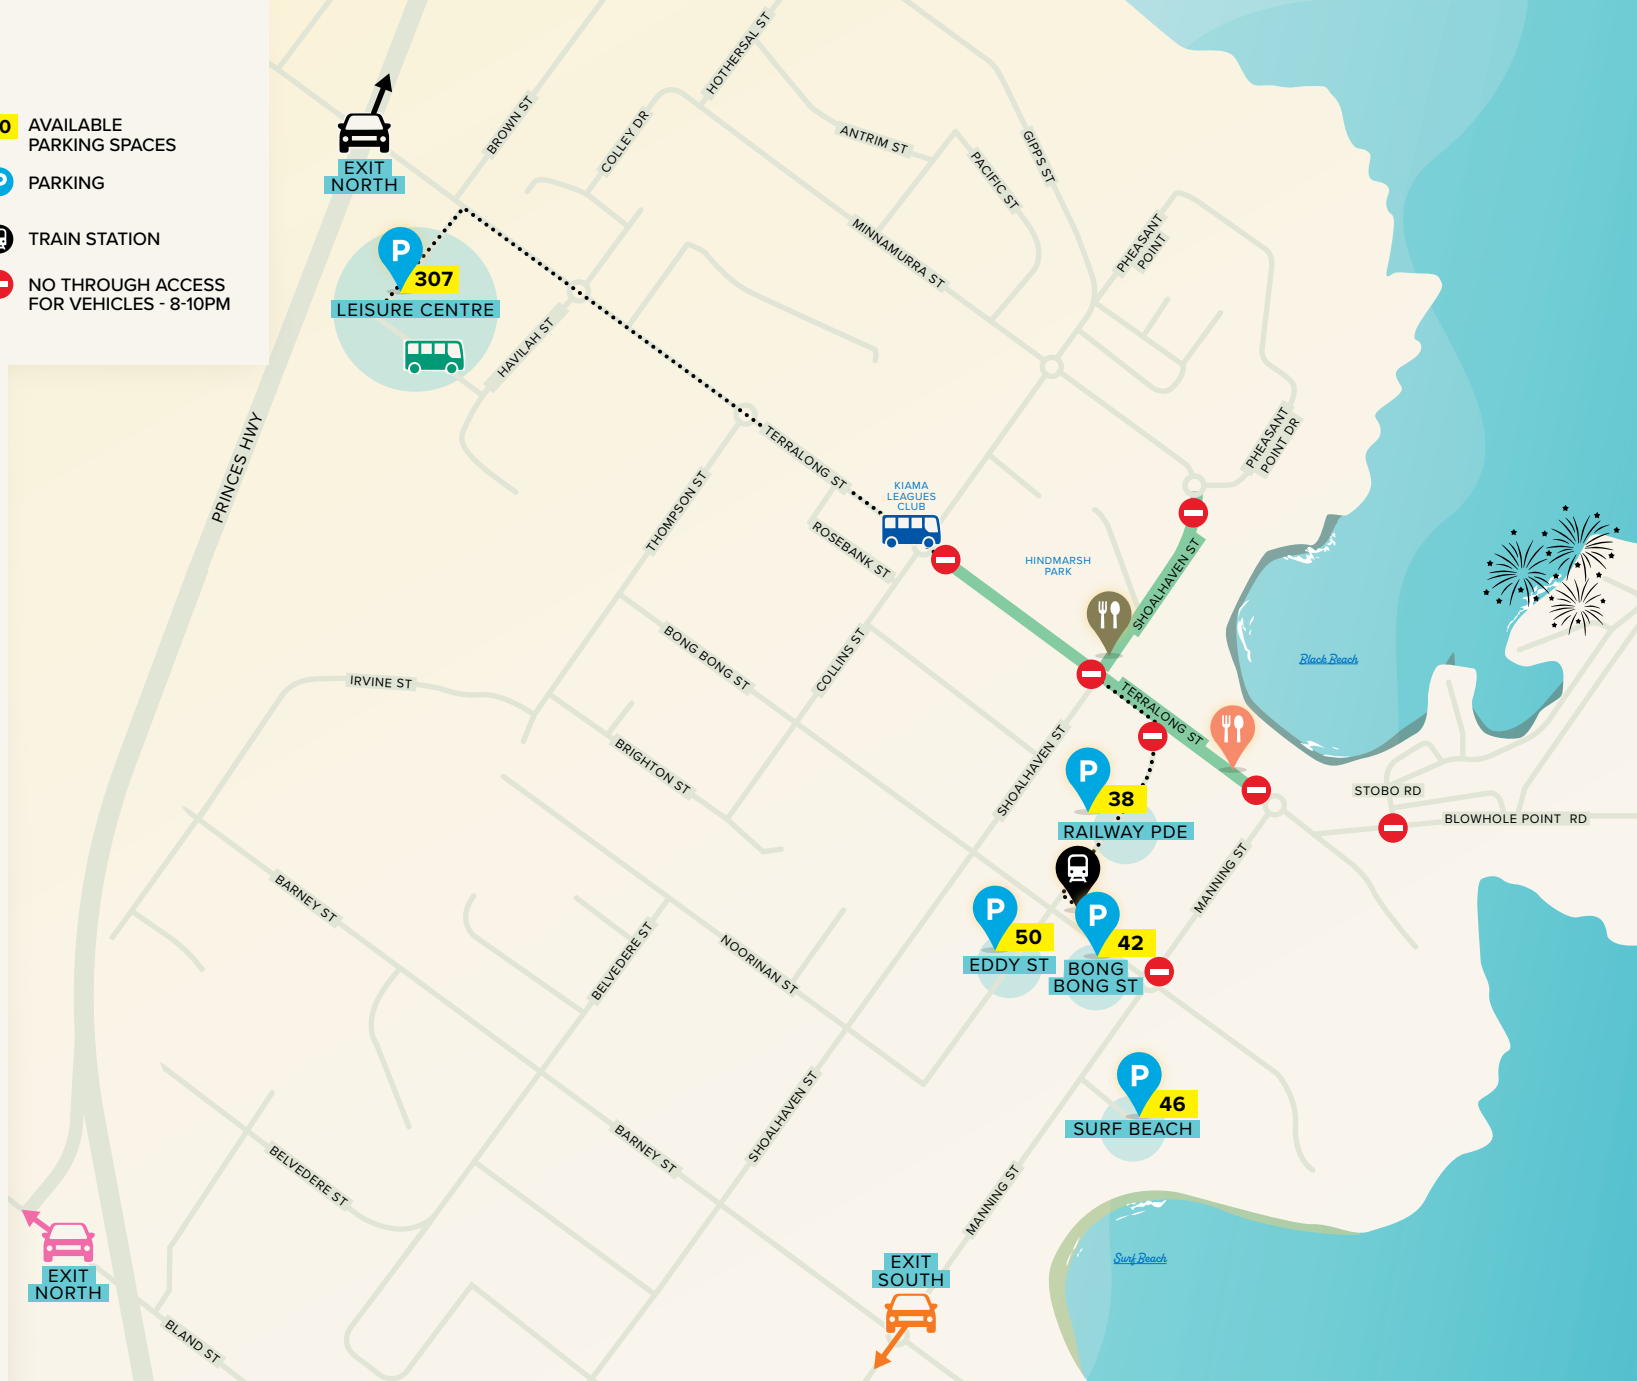 0
AVAILABLE
PARKING SPACES
P
PARKING
TRAIN STATION
NO THROUGH ACCESS
FOR VEHICLES - 8-10PM
EXIT
NORTH
BROWN ST
COLLEY DR
HOTHERSAL ST
ANTRIM ST
PACIFIC ST
GIPPS ST
MINNAMURRA ST
PHEASANT
POINT
P
307
LEISURE CENTRE
HAVILAH ST
PRINCES HWY
TERRALONG ST
THOMPSON ST
KIAMA
LEAGUES
CLUB
ROSEBANK ST
PHEASANT
POINT DR
HINDMARSH
PARK
SHOALHAVEN ST
BONG BONG ST
COLLINS ST
IRVINE ST
BRIGHTON ST
TERRALONG ST
SHOALHAVEN ST
Black Beach
P
38
RAILWAY PDE
STOBO RD
BLOWHOLE POINT RD
MANNING ST
P
50
EDDY ST
P
42
BONG
BONG ST
BARNEY ST
BELVEDERE ST
NOORINAN ST
P
46
SURF BEACH
SHOALHAVEN ST
BARNEY ST
BELVEDERE ST
MANNING ST
Surf Beach
EXIT
NORTH
EXIT
SOUTH
BLAND ST